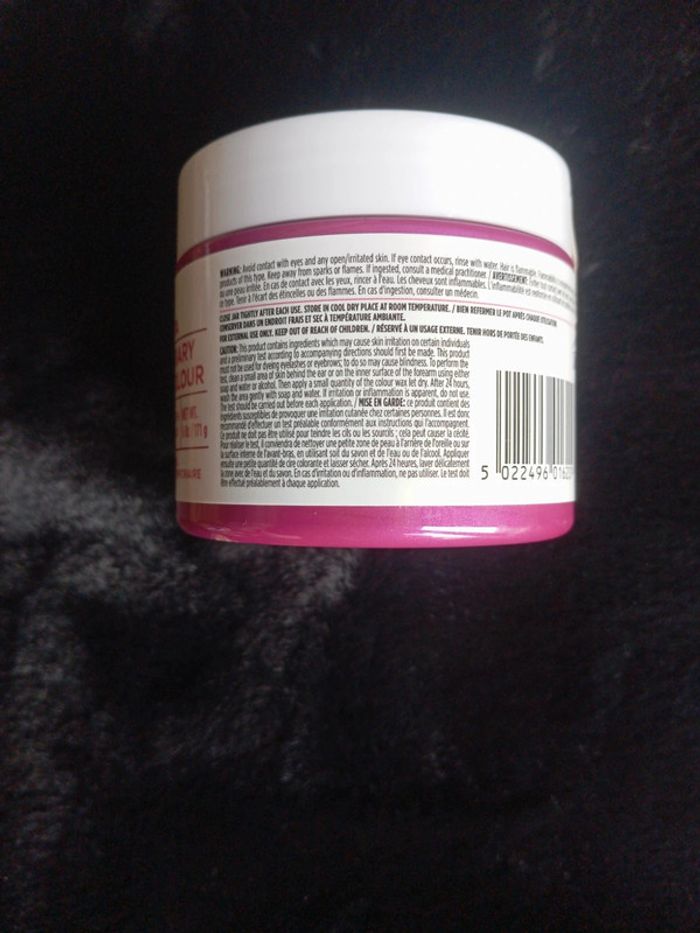 WARNING: Avoid contact with eyes and any open/irritated skin. If eye contact occurs, rinse with water. Hair is flammable.
products of this type. Keep away from sparks or flames. If ingested, consult a medical practitioner. / AVERTISSEMENT: Éviter tout contact
ou une peau irritée. En cas de contact avec les yeux, rincer à l'eau. Les cheveux sont inflammables. L'inflammabilité est
ce type. Tenir à l'écart des étincelles ou des flammes. En cas d'ingestion, consulter un médecin.
CLOSE JAR TIGHTLY AFTER EACH USE. STORE IN COOL DRY PLACE AT ROOM TEMPERATURE. / BIEN REFERMER LE POT APRÈS CHAQUE UTILISATION.
CONSERVER DANS UN ENDROIT FRAIS ET SEC À TEMPÉRATURE AMBIANTE.
FOR EXTERNAL USE ONLY. KEEP OUT OF REACH OF CHILDREN. / RÉSERVÉ À UN USAGE EXTERNE. TENIR HORS DE PORTÉE DES ENFANTS.
CAUTION: This product contains ingredients which may cause skin irritation on certain individuals
and a preliminary test according to accompanying directions should first be made. This product
must not be used for dyeing eyelashes or eyebrows; to do so may cause blindness. To perform the
test, clean a small area of skin behind the ear or on the inner surface of the forearm using either
soap and water or alcohol. Then apply a small quantity of the colour wax let dry. After 24 hours,
wash the area gently with soap and water. If irritation or inflammation is apparent, do not use.
The test should be carried out before each application. / MISE EN GARDE: ce produit contient des
ingrédients susceptibles de provoquer une irritation cutanée chez certaines personnes. Il est donc
recommandé d'effectuer un test préalable conformément aux instructions qui l'accompagnent.
Ce produit ne doit pas être utilisé pour teindre les cils ou les sourcils ; cela peut causer la cécité.
Pour réaliser le test, il conviendra de nettoyer une petite zone de peau à l'arrière de l'oreille ou sur
la surface interne de l'avant-bras, en utilisant soit du savon et de l'eau ou de l'alcool. Appliquer
ensuite une petite quantité de cire colorante et laisser sécher. Après 24 heures, laver délicatement
la zone avec de l'eau et du savon. En cas d'irritation ou d'inflammation, ne pas utiliser. Le test doit
être effectué préalablement à chaque application.
ARY
LOUR
NET WT.
171 g
5 022496 016